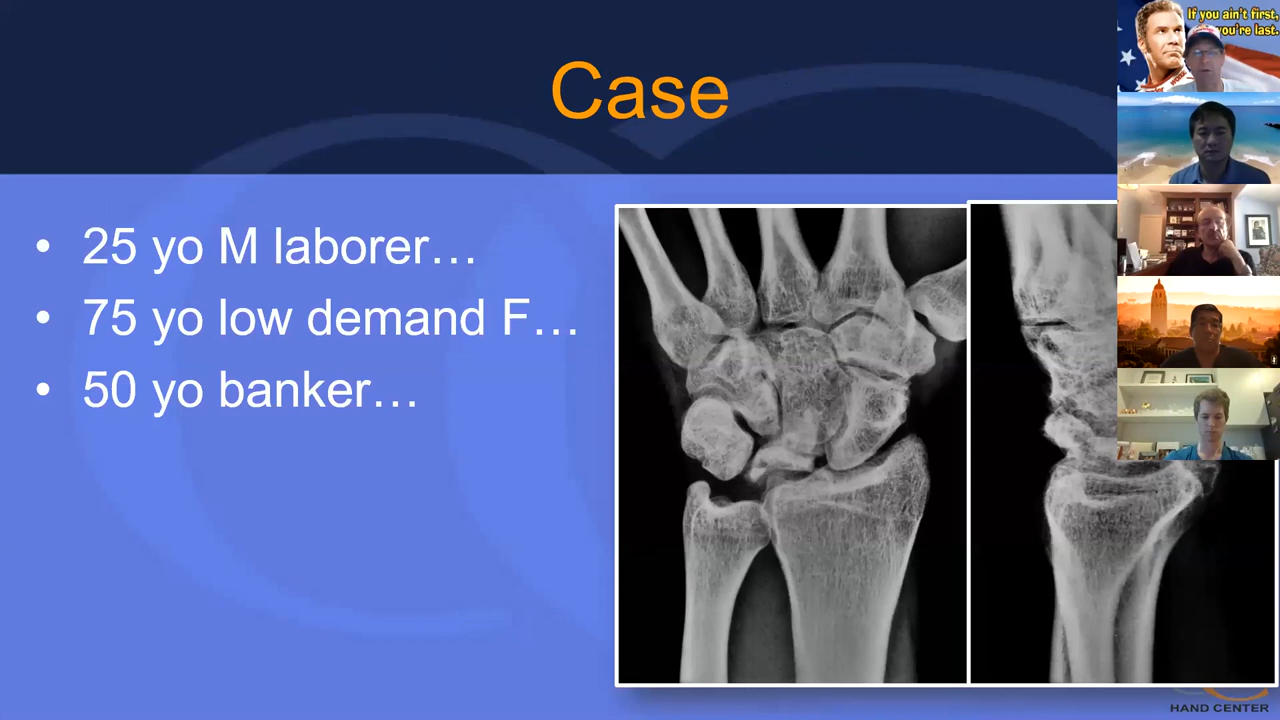 Case
• 25 yo M laborer…
• 75 yo low demand F…
• 50 yo banker…
If you ain't first,
you're last.
HAND CENTER